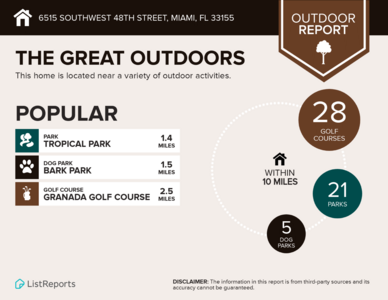 6515 SOUTHWEST 48TH STREET, MIAMI, FL 33155
OUTDOOR
REPORT
THE GREAT OUTDOORS
This home is located near a variety of outdoor activities.
POPULAR
PARK
TROPICAL PARK
1.4
MILES
DOG PARK
BARK PARK
1.5
MILES
GOLF COURSE
GRANADA GOLF COURSE
2.5
MILES
28
GOLF
COURSES
WITHIN
10 MILES
21
PARKS
5
DOG
PARKS
ListReports
DISCLAIMER: The information in this report is from third-party sources and its
accuracy cannot be guaranteed.